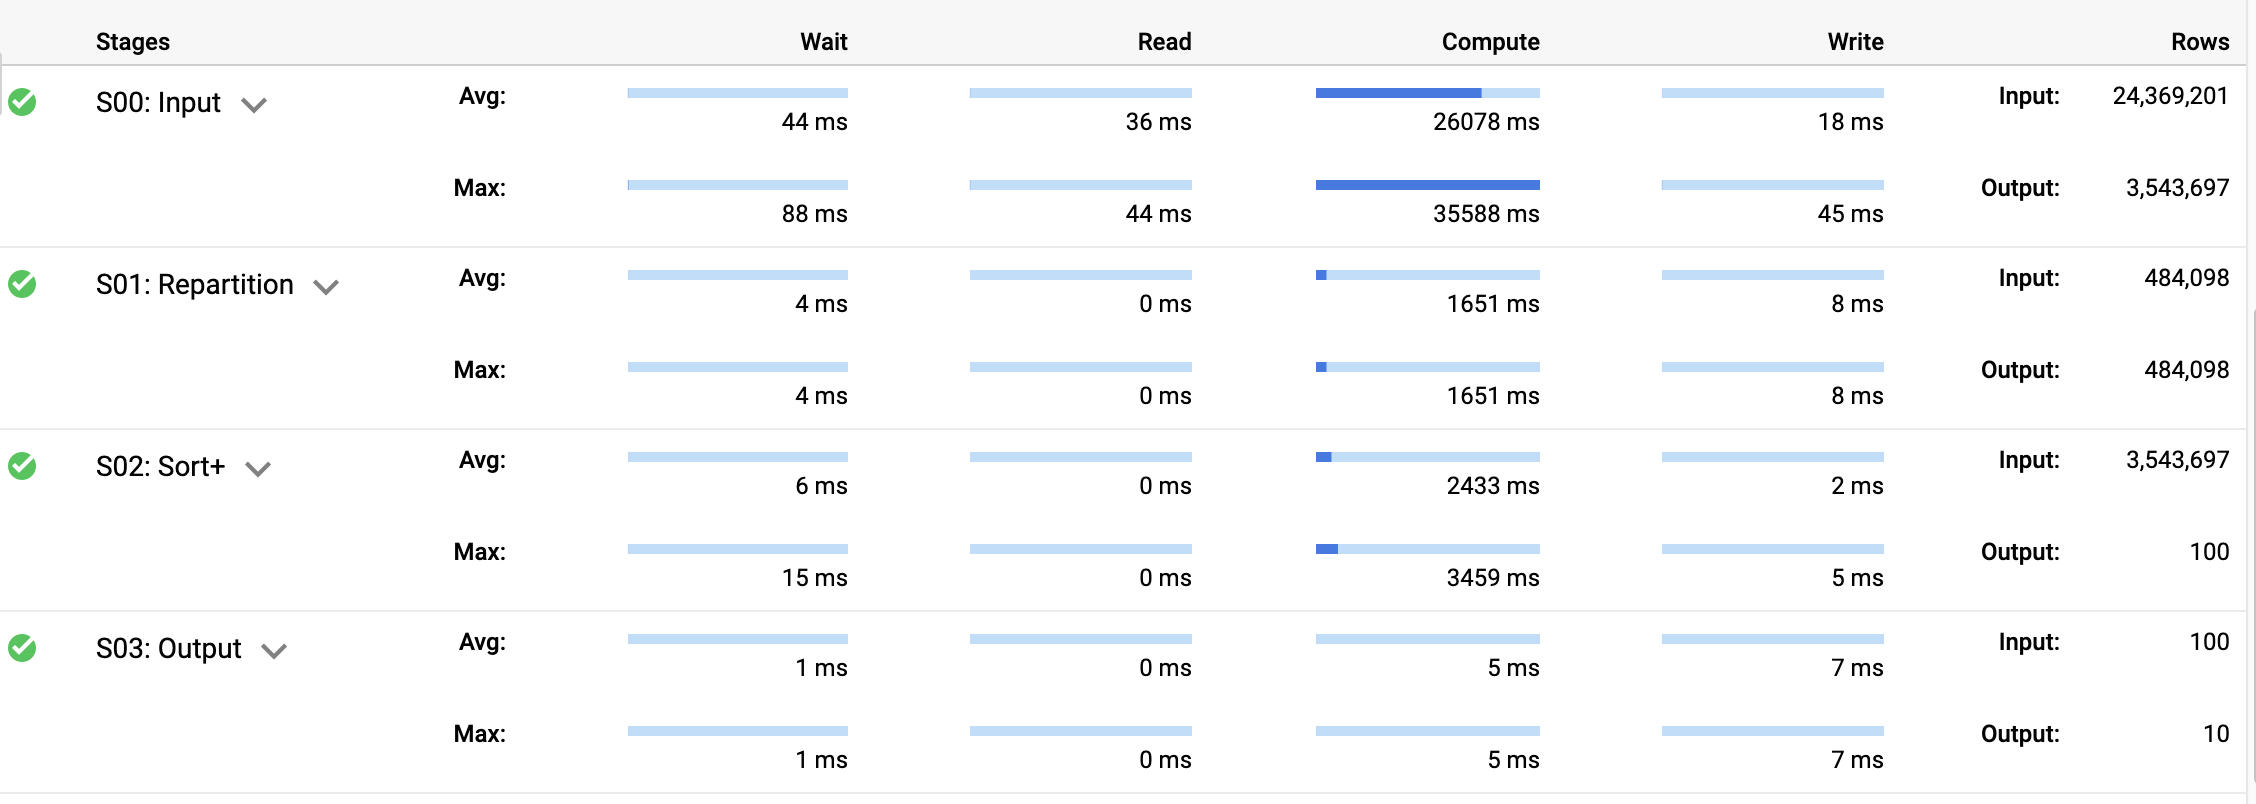 Stages Wait Read Compute Write Rows
S00: Input Avg: 44 ms 36 ms 26078 ms 18 ms Input: 24,369,201
Max: 88 ms 44 ms 35588 ms 45 ms Output: 3,543,697
S01: Repartition Avg: 4 ms 0 ms 1651 ms 8 ms Input: 484,098
Max: 4 ms 0 ms 1651 ms 8 ms Output: 484,098
S02: Sort+ Avg: 6 ms 0 ms 2433 ms 2 ms Input: 3,543,697
Max: 15 ms 0 ms 3459 ms 5 ms Output: 100
S03: Output Avg: 1 ms 0 ms 5 ms 7 ms Input: 100
Max: 1 ms 0 ms 5 ms 7 ms Output: 10